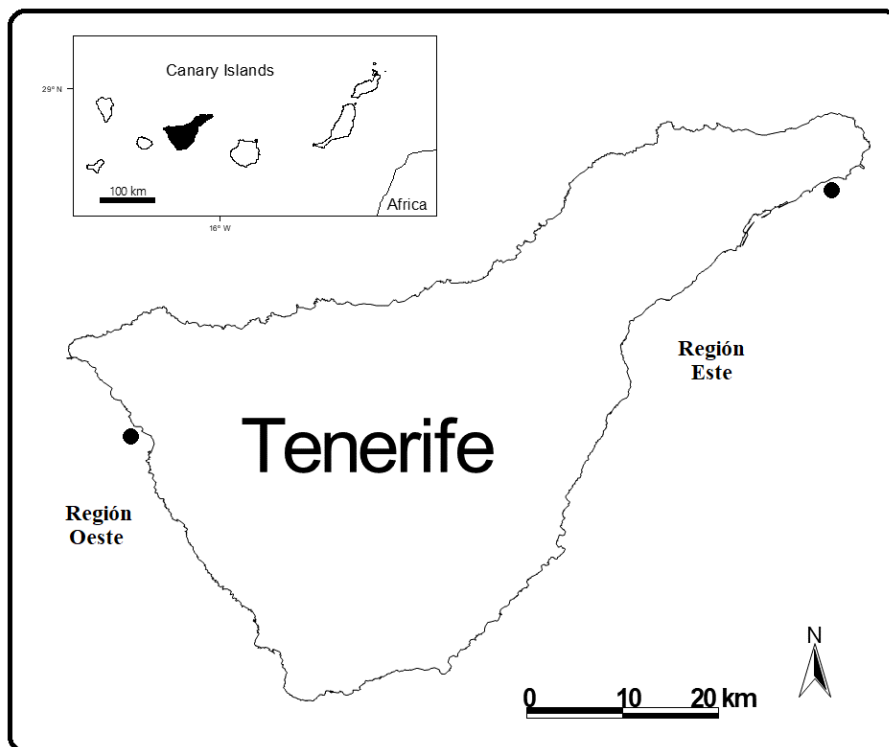 Canary Islands
29° N
100 km
Africa
16° W
Región
Este
Tenerife
Región
Oeste
N
0 10 20 km